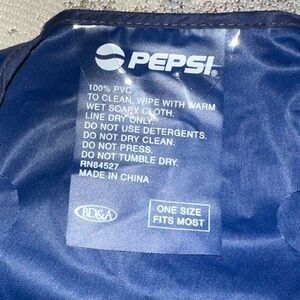 PEPSI®
100% PVC
TO CLEAN, WIPE WITH WARM
WET SOAPY CLOTH.
LINE DRY ONLY.
DO NOT USE DETERGENTS.
DO NOT DRY CLEAN.
DO NOT PRESS.
DO NOT TUMBLE DRY.
RN84527
MADE IN CHINA
BD&A
ONE SIZE
FITS MOST